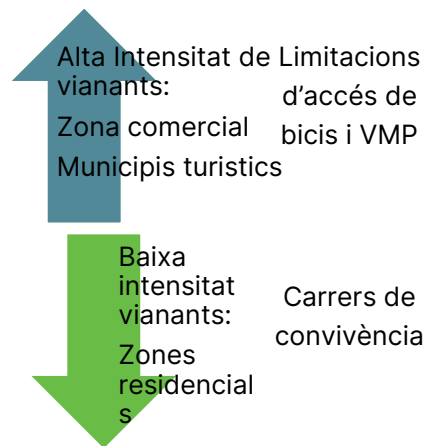 Alta Intensitat de
vianants:
Zona comercial
Municipis turistics
Limitacions
d’accés de
bicis i VMP
Baixa
intensitat
vianants:
Zones
residencial
s
Carrers de
convivència